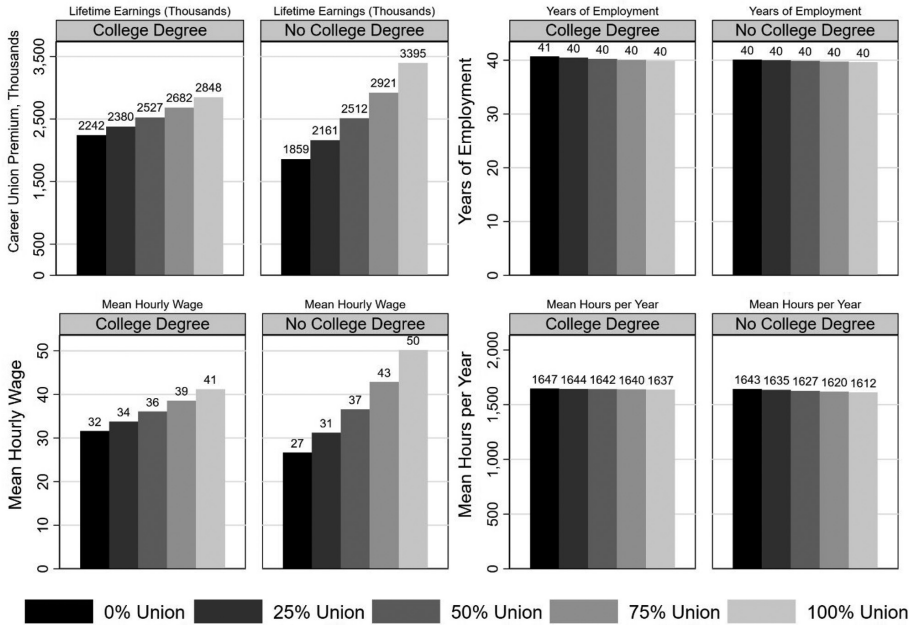 Lifetime Earnings (Thousands)
College Degree
Career Union Premium, Thousands
3,500
2,500
1,500
500
0
2242
2380
2527
2682
2848
Lifetime Earnings (Thousands)
No College Degree
1859
2161
2512
2921
3395
Years of Employment
College Degree
Years of Employment
40
30
20
10
0
41 40 40 40 40
Years of Employment
No College Degree
40 40 40 40 40
Mean Hourly Wage
College Degree
Mean Hourly Wage
50
40
30
20
10
0
32
34
36
39
41
Mean Hourly Wage
No College Degree
27
31
37
43
50
Mean Hours per Year
College Degree
Mean Hours per Year
2,000
1,500
1,000
500
0
1647 1644 1642 1640 1637
Mean Hours per Year
No College Degree
1643 1635 1627 1620 1612
0% Union 25% Union 50% Union 75% Union 100% Union